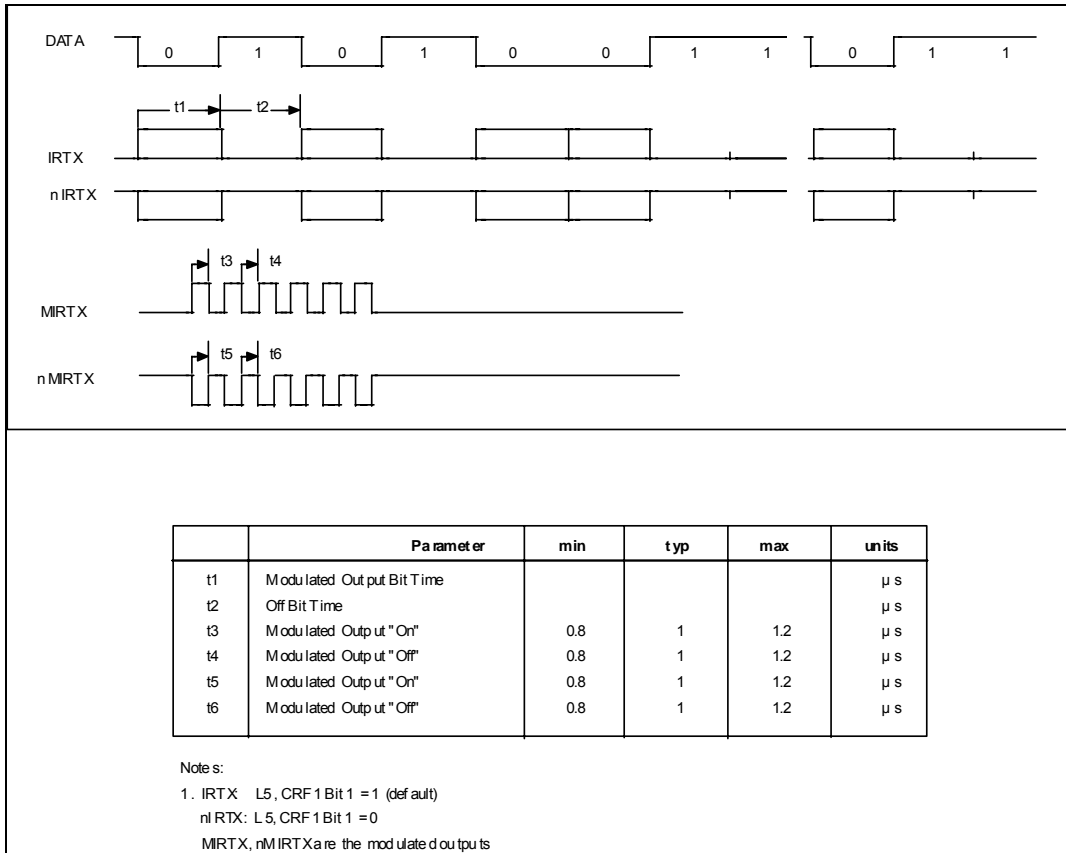 DATA 0 1 0 1 0 0 1 1 0 1 1
t1 t2
IRTX
nIRTX
t3 t4
MIRTX
t5 t6
nMIRTX
Parameter min typ max units
t1 Modulated Output Bit Time µs
t2 Off Bit Time µs
t3 Modulated Output "On" 0.8 1 1.2 µs
t4 Modulated Output "Off" 0.8 1 1.2 µs
t5 Modulated Output "On" 0.8 1 1.2 µs
t6 Modulated Output "Off" 0.8 1 1.2 µs
Notes:
1. IRTX: L5, CRF1 Bit 1 = 1 (default)
nIRTX: L5, CRF1 Bit 1 = 0
MIRTX, nMIRTX are the modulated outputs